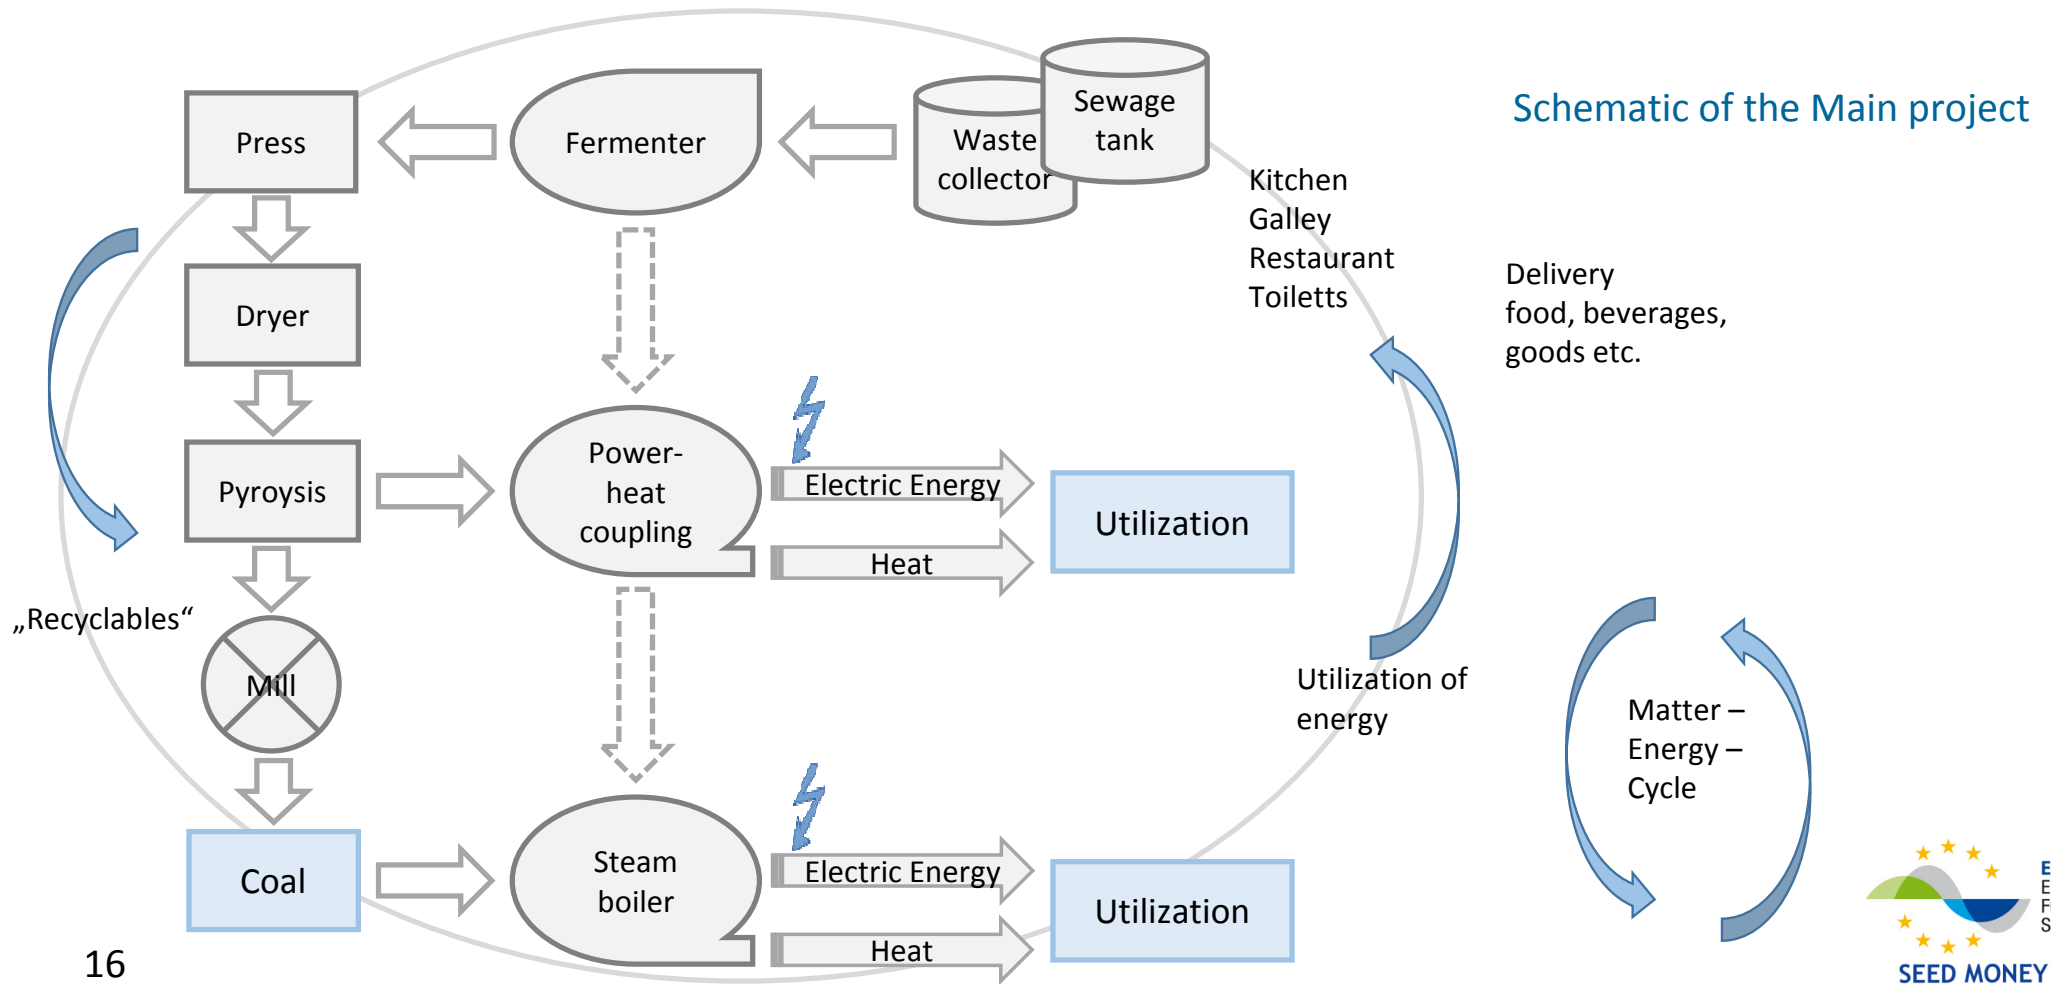 Schematic of the Main project
Press
Fermenter
Waste
collector
Sewage
tank
Kitchen
Galley
Restaurant
Toiletts
Delivery
food, beverages,
goods etc.
Dryer
Pyroysis
Power-
heat
coupling
Electric Energy
Heat
Utilization
„Recyclables“
Mill
Utilization of
energy
Matter –
Energy –
Cycle
Coal
Steam
boiler
Electric Energy
Heat
Utilization
16
SEED MONEY